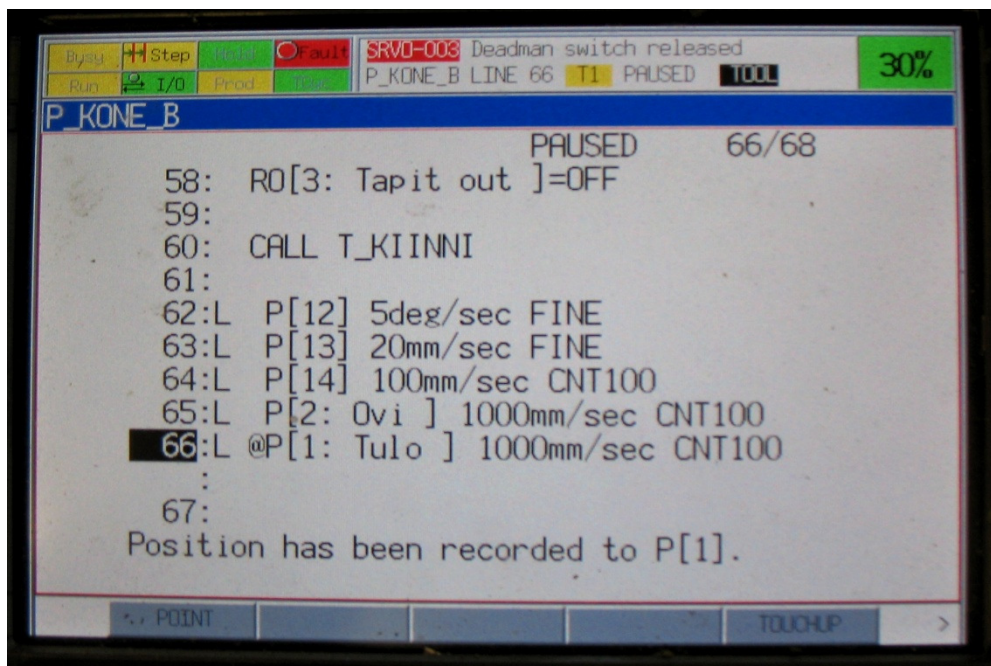 Busy Step Hold Fault SRVO-003 Deadman switch released
Run I/O Prod P_KONE_B LINE 66 T1 PAUSED TOOL 30%
P_KONE_B
PAUSED 66/68
58: RO[3: Tapit out ]=OFF
59:
60: CALL T_KIINNI
61:
62:L P[12] 5deg/sec FINE
63:L P[13] 20mm/sec FINE
64:L P[14] 100mm/sec CNT100
65:L P[2: Ovi ] 1000mm/sec CNT100
66:L @P[1: Tulo ] 1000mm/sec CNT100
:
67:
Position has been recorded to P[1].
POINT TOUCHUP >